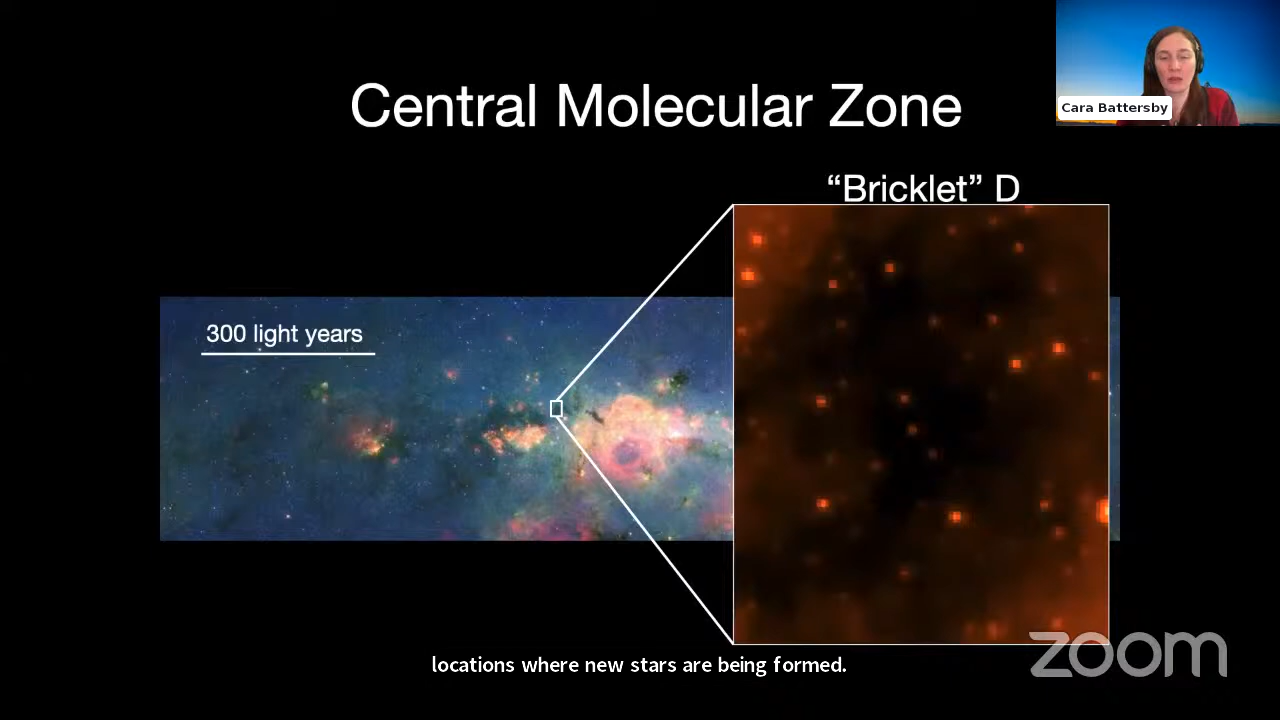 Cara Battersby
Central Molecular Zone
“Bricklet” D
300 light years
locations where new stars are being formed.
zoom